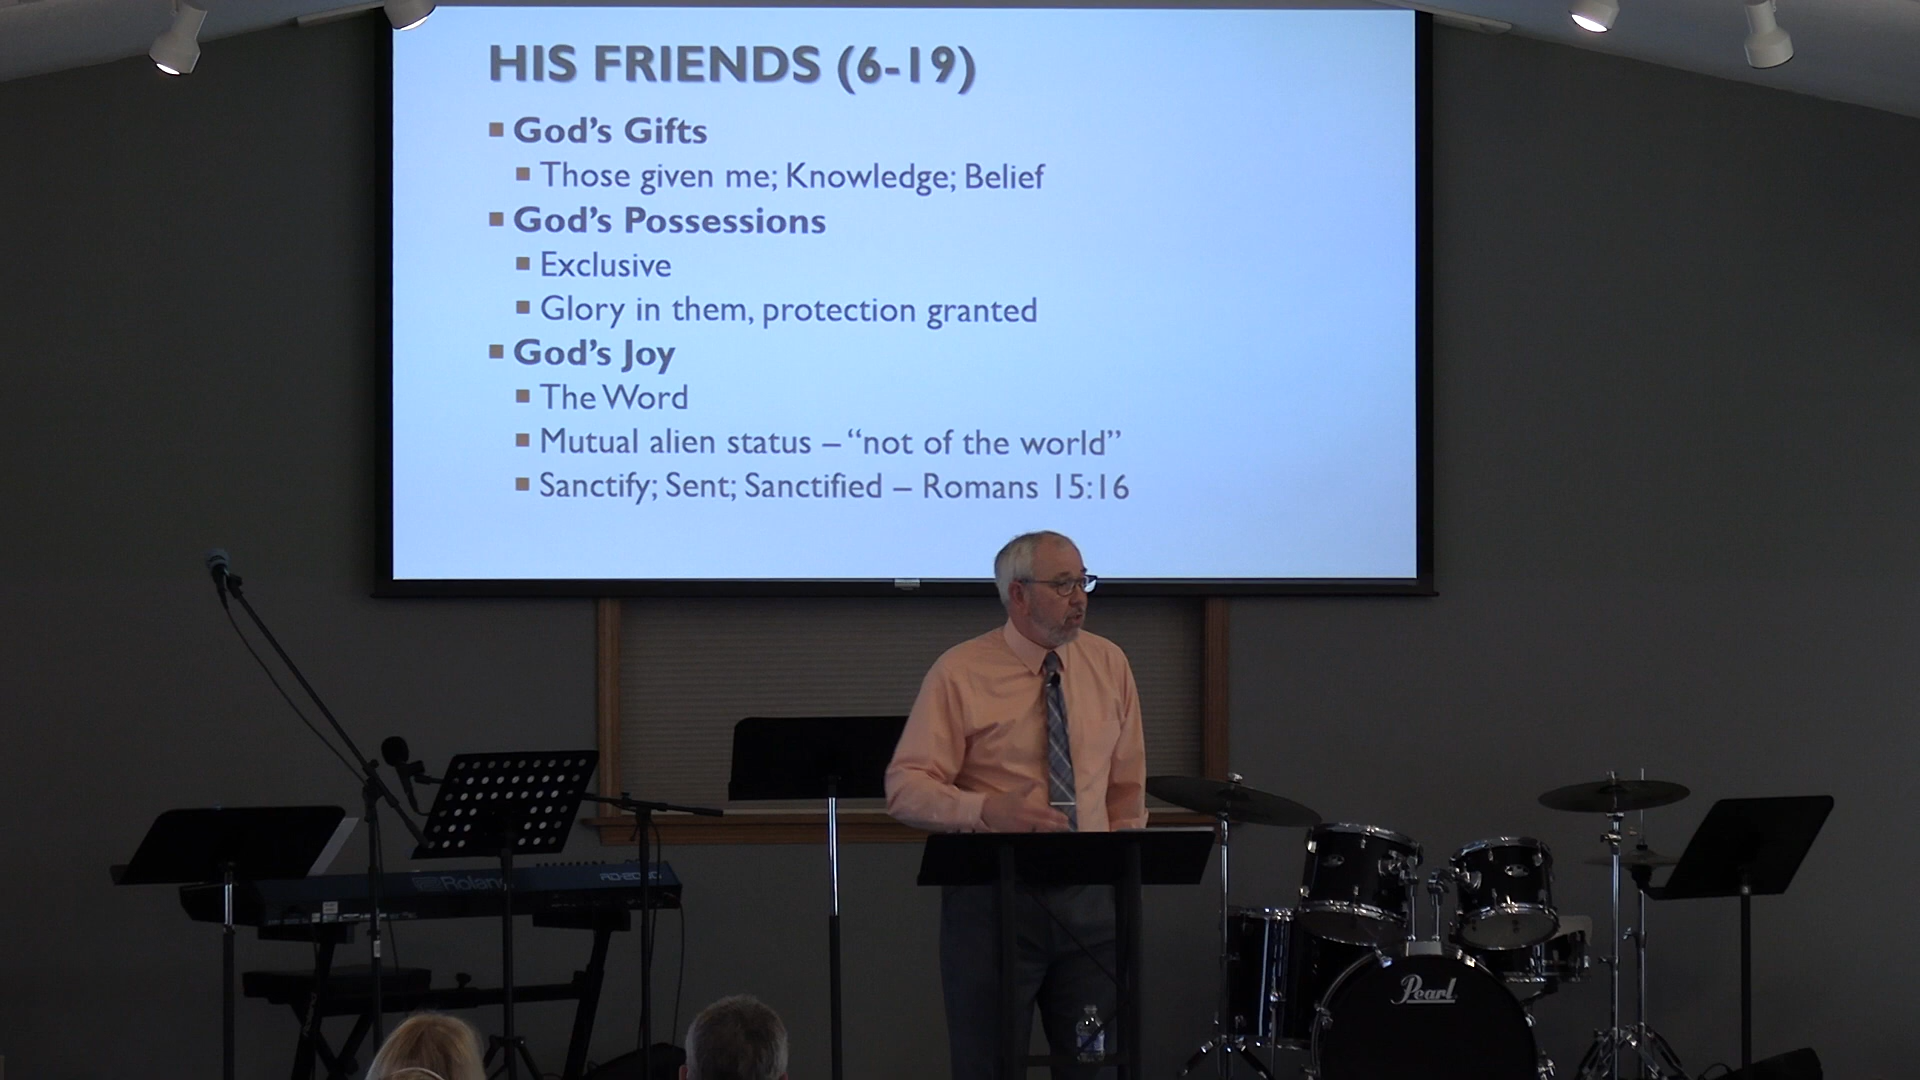 HIS FRIENDS (6-19)
God's Gifts
Those given me; Knowledge; Belief
God's Possessions
Exclusive
Glory in them, protection granted
God's Joy
The Word
Mutual alien status – “not of the world”
Sanctify; Sent; Sanctified – Romans 15:16
Roland
RD-2000
Pearl